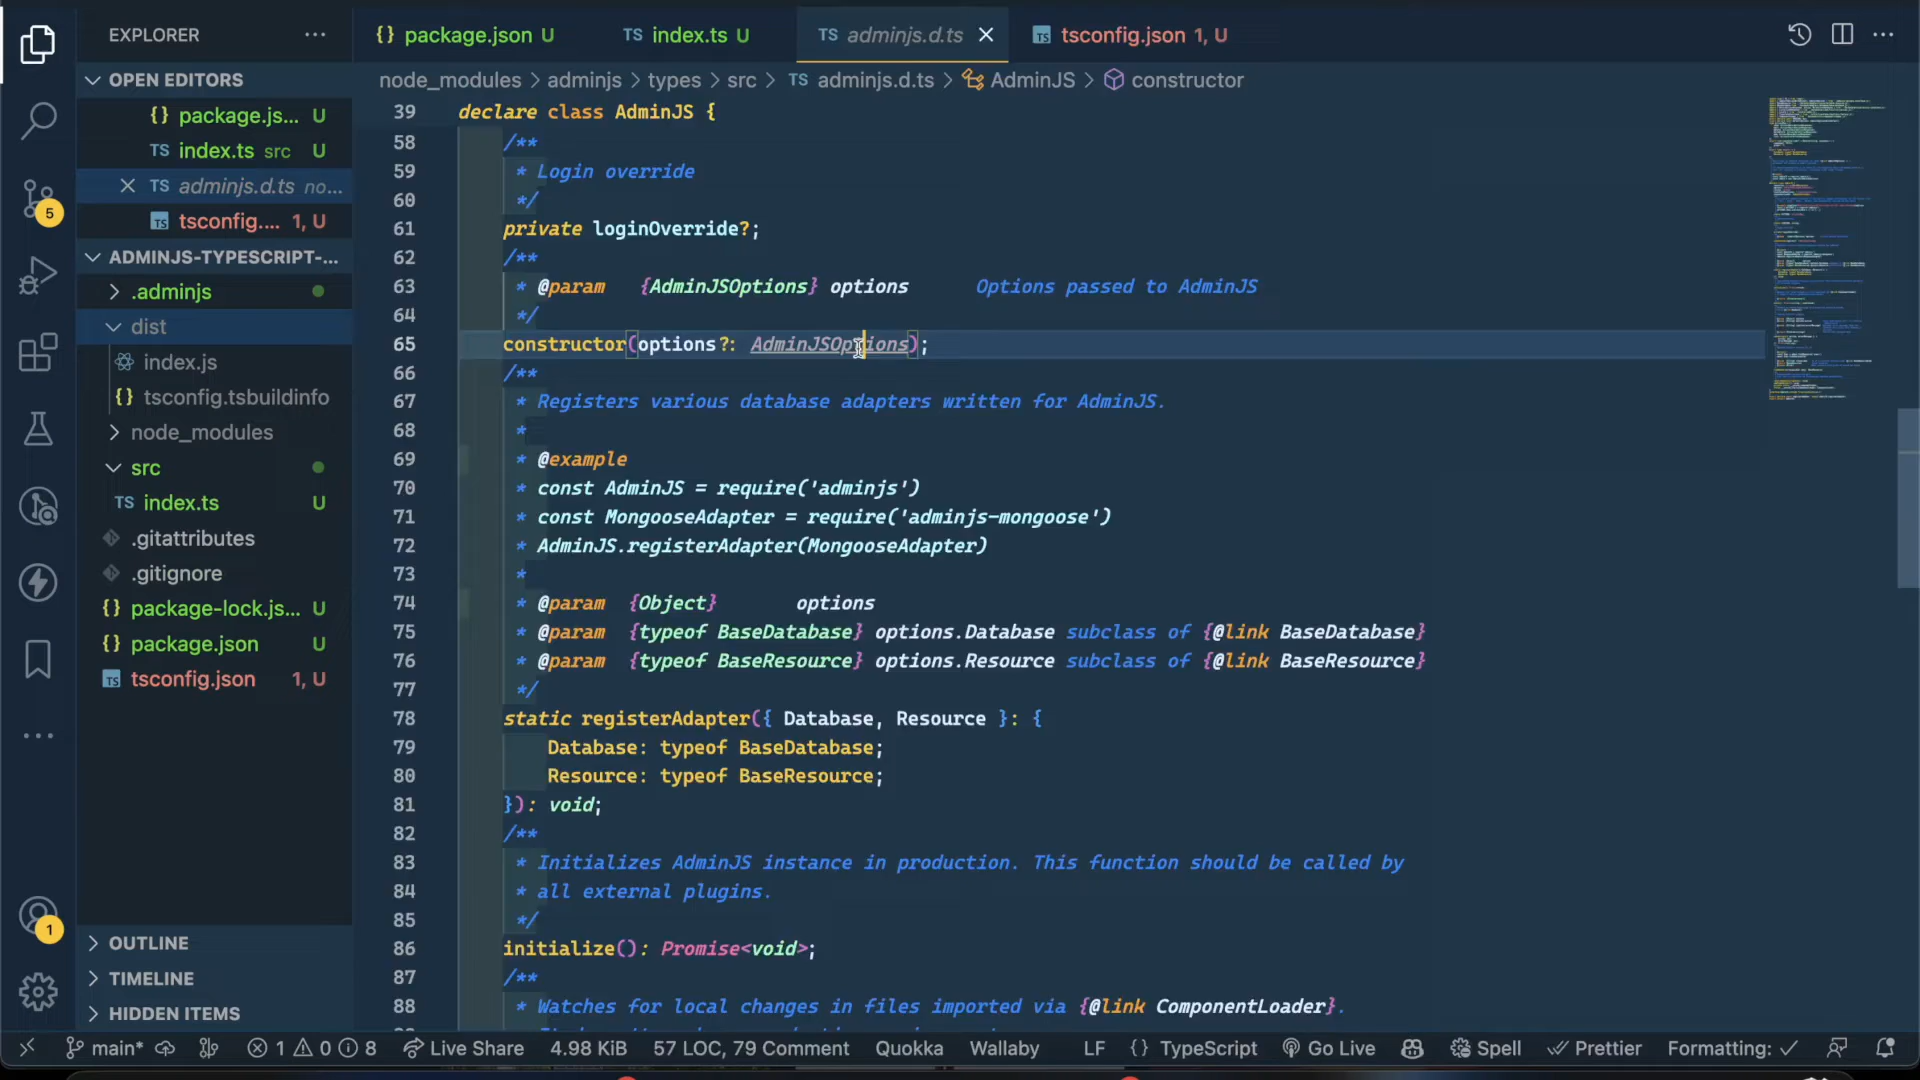 EXPLORER
OPEN EDITORS
package.js... U
index.ts src U
adminjs.d.ts no...
tsconfig.... 1, U
ADMINJS-TYPESCRIPT-...
.adminjs
dist
index.js
tsconfig.tsbuildinfo
node_modules
src
TS index.ts U
.gitattributes
.gitignore
package-lock.js... U
package.json U
tsconfig.json 1, U
OUTLINE
TIMELINE
HIDDEN ITEMS
{} package.json U TS index.ts U TS adminjs.d.ts tsconfig.json 1, U
node_modules > adminjs > types > src > TS adminjs.d.ts > AdminJS > constructor
39 declare class AdminJS {
58 /**
59 * Login override
60 */
61 private loginOverride?;
62 /**
63 * @param {AdminJSOptions} options Options passed to AdminJS
64 */
65 constructor(options?: AdminJSOptions);
66 /**
67 * Registers various database adapters written for AdminJS.
68 *
69 * @example
70 * const AdminJS = require('adminjs')
71 * const MongooseAdapter = require('adminjs-mongoose')
72 * AdminJS.registerAdapter(MongooseAdapter)
73 *
74 * @param {Object} options
75 * @param {typeof BaseDatabase} options.Database subclass of {@link BaseDatabase}
76 * @param {typeof BaseResource} options.Resource subclass of {@link BaseResource}
77 */
78 static registerAdapter({ Database, Resource }: {
79 Database: typeof BaseDatabase;
80 Resource: typeof BaseResource;
81 }): void;
82 /**
83 * Initializes AdminJS instance in production. This function should be called by
84 * all external plugins.
85 */
86 initialize(): Promise<void>;
87 /**
88 * Watches for local changes in files imported via {@link ComponentLoader}.
5
1
main* 1 0 8 Live Share 4.98 KiB 57 LOC, 79 Comment Quokka Wallaby LF {} TypeScript Go Live Spell Prettier Formatting: ✓